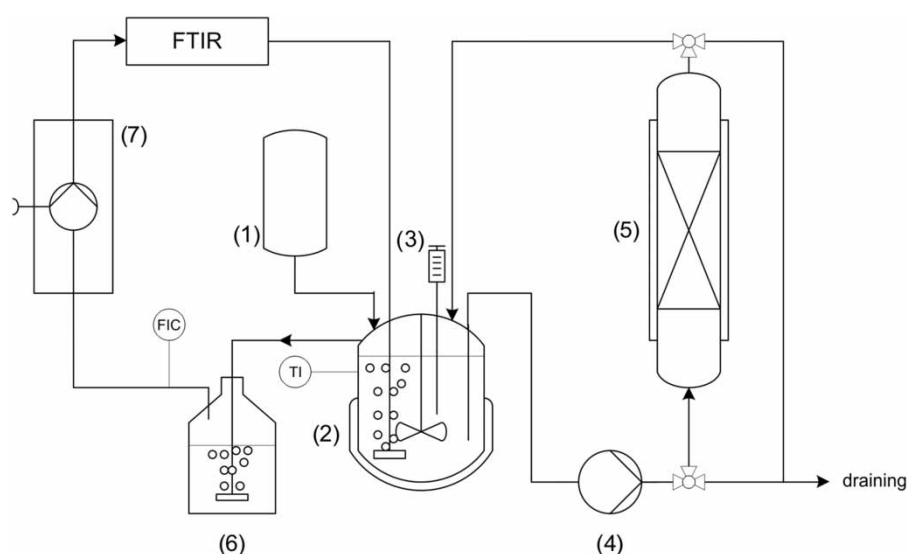 FTIR
(7)
(1)
(3)
(5)
FIC
TI
(2)
draining
(6)
(4)